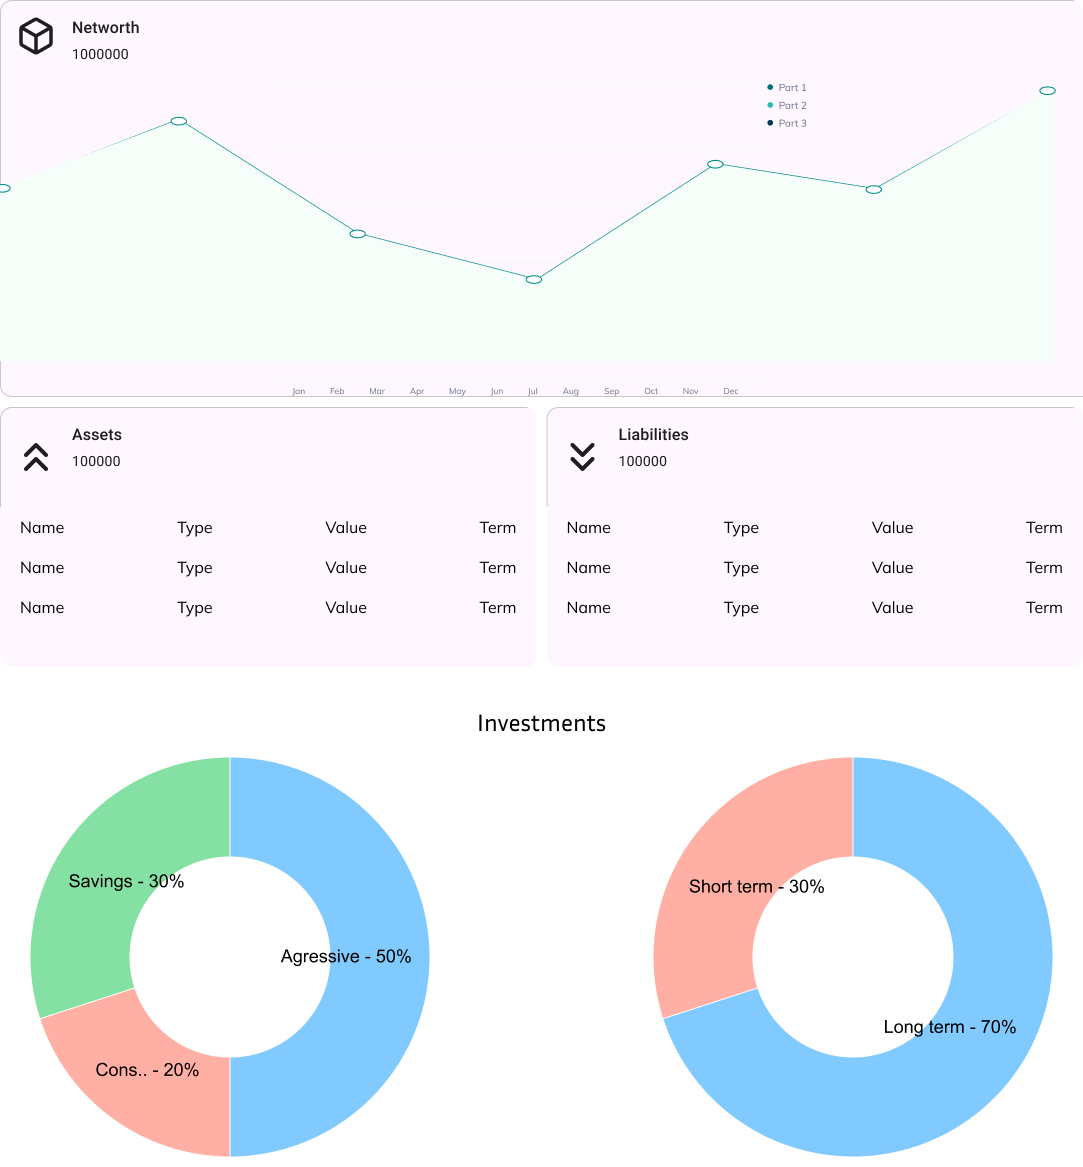 Networth
1000000
Part 1
Part 2
Part 3
Jan Feb Mar Apr May Jun Jul Aug Sep Oct Nov Dec
Assets
100000
Name Type Value Term
Name Type Value Term
Name Type Value Term
Liabilities
100000
Name Type Value Term
Name Type Value Term
Name Type Value Term
Investments
Savings - 30%
Agressive - 50%
Cons.. - 20%
Short term - 30%
Long term - 70%